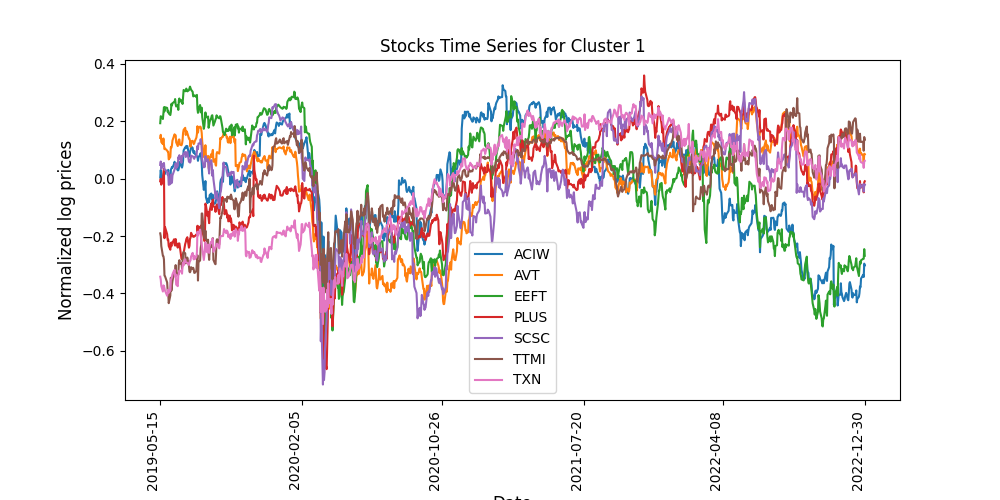 Stocks Time Series for Cluster 1
Normalized log prices
0.4
0.2
0.0
−0.2
−0.4
−0.6
ACIW
AVT
EEFT
PLUS
SCSC
TTMI
TXN
2019-05-15
2020-02-05
2020-10-26
2021-07-20
2022-04-08
2022-12-30
Date